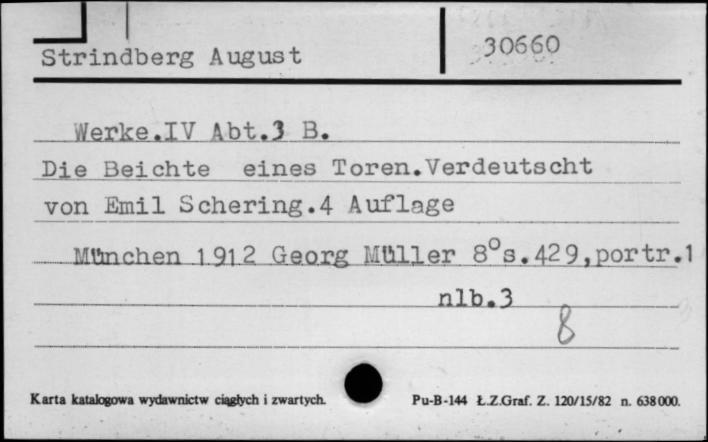 Strindberg August 30660
Werke.IV Abt.3 B.
Die Beichte eines Toren.Verdeutscht
von Emil Schering.4 Auflage
München 1912 Georg Müller 8°s.429,portr.1
nlb.3
8
Karta katalogowa wydawnictw ciągłych i zwartych. Pu-B-144 Ł.Z.Graf. Z. 120/15/82 n. 638000.